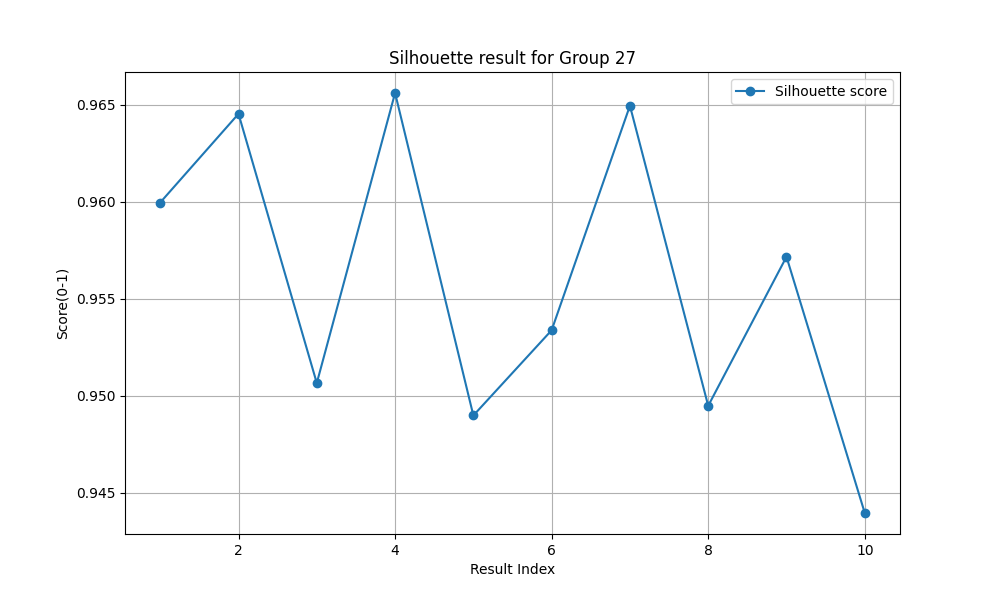 Silhouette result for Group 27
Silhouette score
0.965
0.960
0.955
0.950
0.945
Score(0-1)
2 4 6 8 10
Result Index